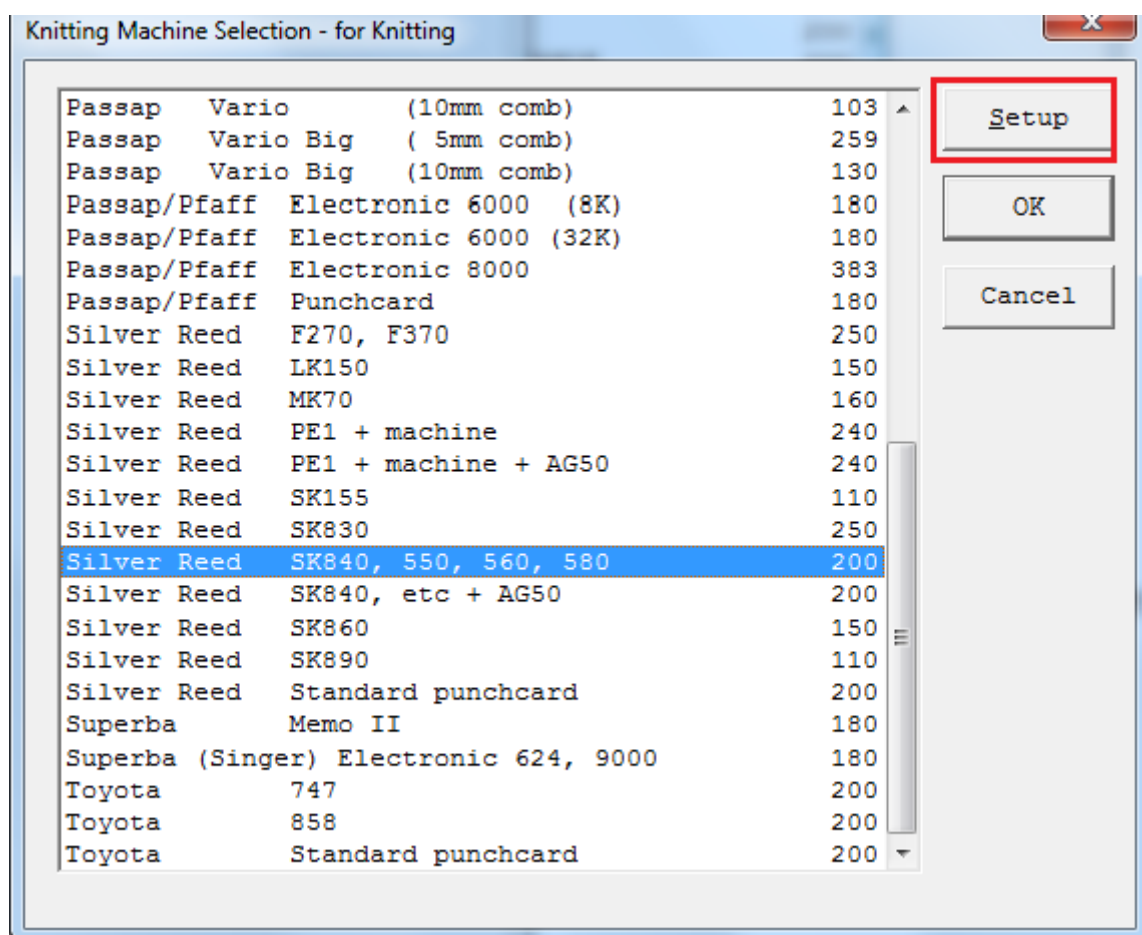 Knitting Machine Selection - for Knitting
Passap Vario (10mm comb) 103
Passap Vario Big ( 5mm comb) 259
Passap Vario Big (10mm comb) 130
Passap/Pfaff Electronic 6000 (8K) 180
Passap/Pfaff Electronic 6000 (32K) 180
Passap/Pfaff Electronic 8000 383
Passap/Pfaff Punchcard 180
Silver Reed F270, F370 250
Silver Reed LK150 150
Silver Reed MK70 160
Silver Reed PE1 + machine 240
Silver Reed PE1 + machine + AG50 240
Silver Reed SK155 110
Silver Reed SK830 250
Silver Reed SK840, 550, 560, 580 200
Silver Reed SK840, etc + AG50 200
Silver Reed SK860 150
Silver Reed SK890 110
Silver Reed Standard punchcard 200
Superba Memo II 180
Superba (Singer) Electronic 624, 9000 180
Toyota 747 200
Toyota 858 200
Toyota Standard punchcard 200
Setup
OK
Cancel